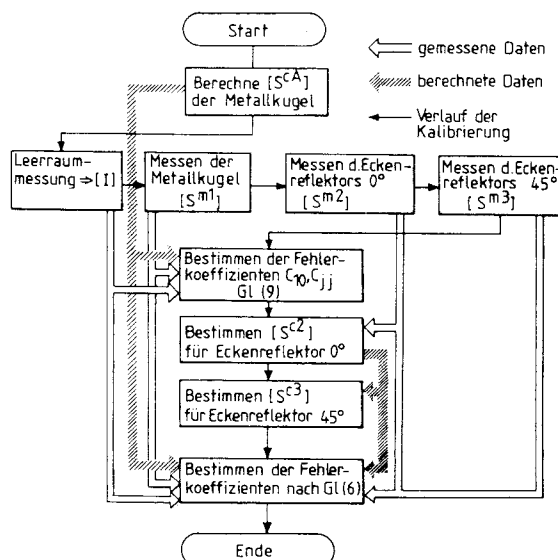 Start
gemessene Daten
berechnete Daten
Verlauf der
Kalibrierung
Berechne [S^cA]
der Metallkugel
Leerraum-
messung ⇒[I]
Messen der
Metallkugel
[S^m1]
Messen d.Ecken-
reflektors 0°
[S^m2]
Messen d.Ecken-
reflektors 45°
[S^m3]
Bestimmen der Fehler-
koeffizienten C_10,C_jj
Gl (9)
Bestimmen [S^c2]
für Eckenreflektor 0°
Bestimmen [S^c3]
für Eckenreflektor 45°
Bestimmen der Fehler-
koeffizienten nach Gl(6)
Ende